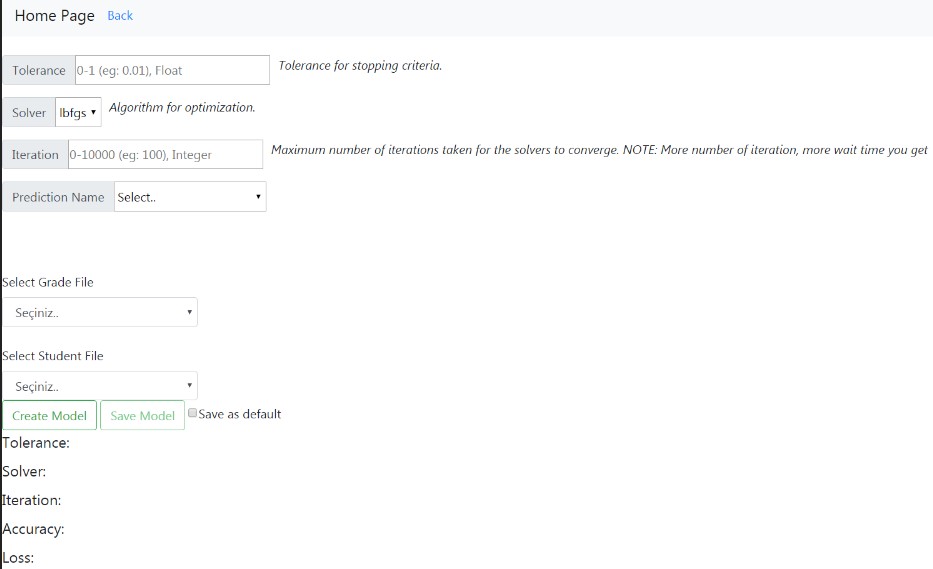 Home Page Back
Tolerance 0-1 (eg: 0.01), Float Tolerance for stopping criteria.
Solver lbfgs Algorithm for optimization.
Iteration 0-10000 (eg: 100), Integer Maximum number of iterations taken for the solvers to converge. NOTE: More number of iteration, more wait time you get
Prediction Name Select..
Select Grade File
Seçiniz..
Select Student File
Seçiniz..
Create Model Save Model Save as default
Tolerance:
Solver:
Iteration:
Accuracy:
Loss: